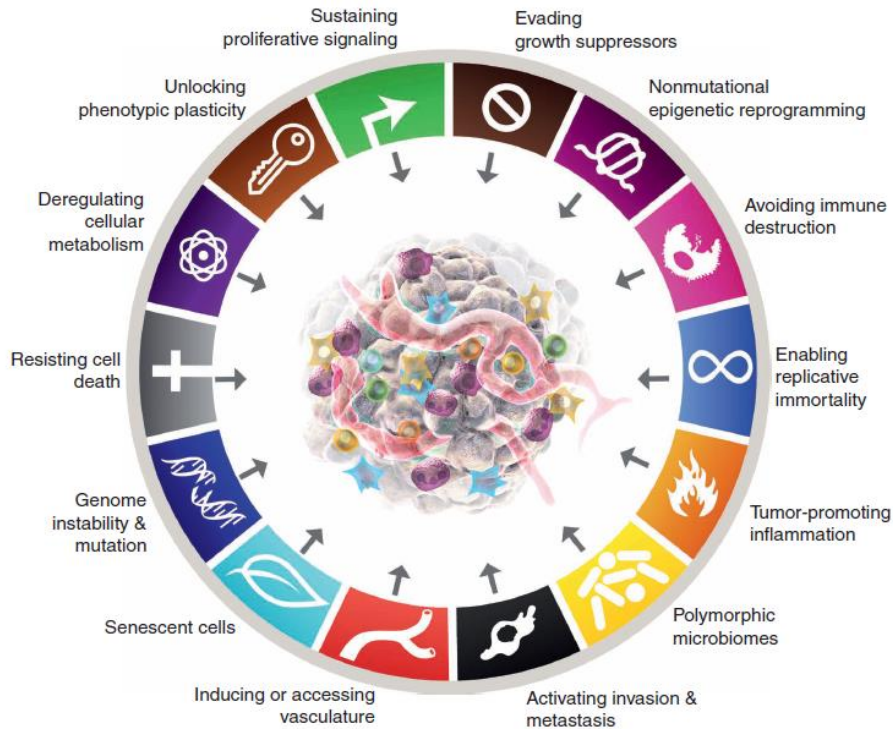 Sustaining
proliferative signaling
Evading
growth suppressors
Nonmutational
epigenetic reprogramming
Avoiding immune
destruction
Enabling
replicative
immortality
Tumor-promoting
inflammation
Polymorphic
microbiomes
Activating invasion &
metastasis
Inducing or accessing
vasculature
Senescent cells
Genome
instability &
mutation
Resisting cell
death
Deregulating
cellular
metabolism
Unlocking
phenotypic plasticity